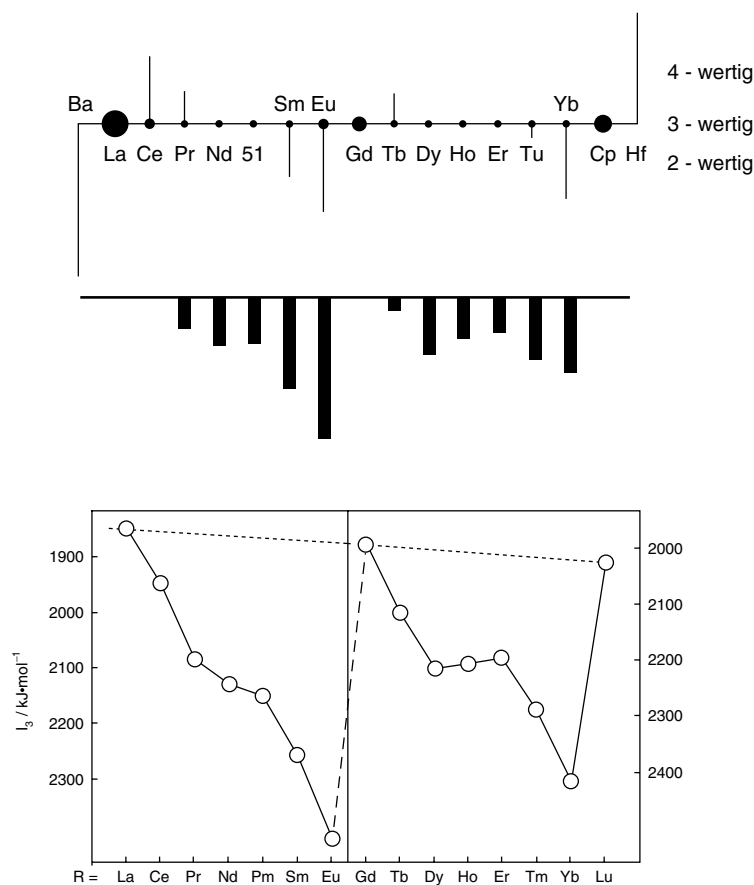 4 - wertig
Ba Sm Eu Yb 3 - wertig
La Ce Pr Nd 51 Gd Tb Dy Ho Er Tu Cp Hf 2 - wertig
1900 2000
2000 2100
2100 2200
2200 2300
2300 2400
I3 / kJ•mol−1
R = La Ce Pr Nd Pm Sm Eu Gd Tb Dy Ho Er Tm Yb Lu